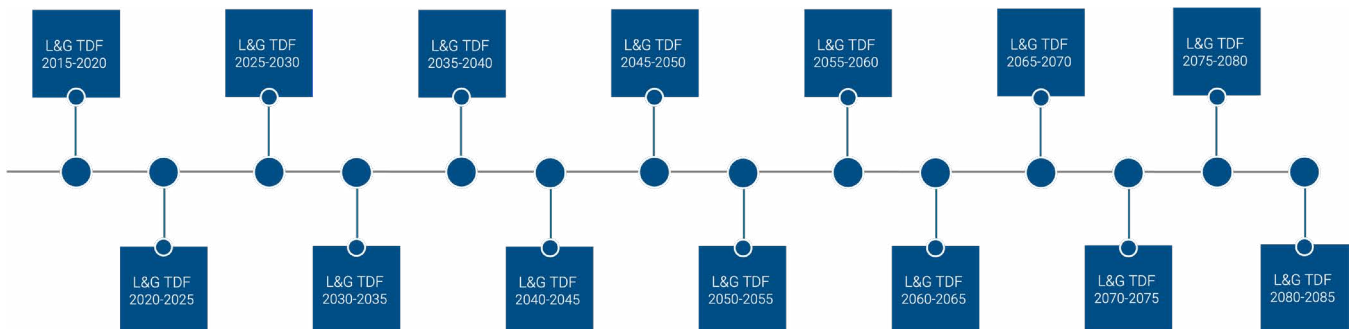 L&G TDF
2015-2020
L&G TDF
2025-2030
L&G TDF
2035-2040
L&G TDF
2045-2050
L&G TDF
2055-2060
L&G TDF
2065-2070
L&G TDF
2075-2080
L&G TDF
2020-2025
L&G TDF
2030-2035
L&G TDF
2040-2045
L&G TDF
2050-2055
L&G TDF
2060-2065
L&G TDF
2070-2075
L&G TDF
2080-2085